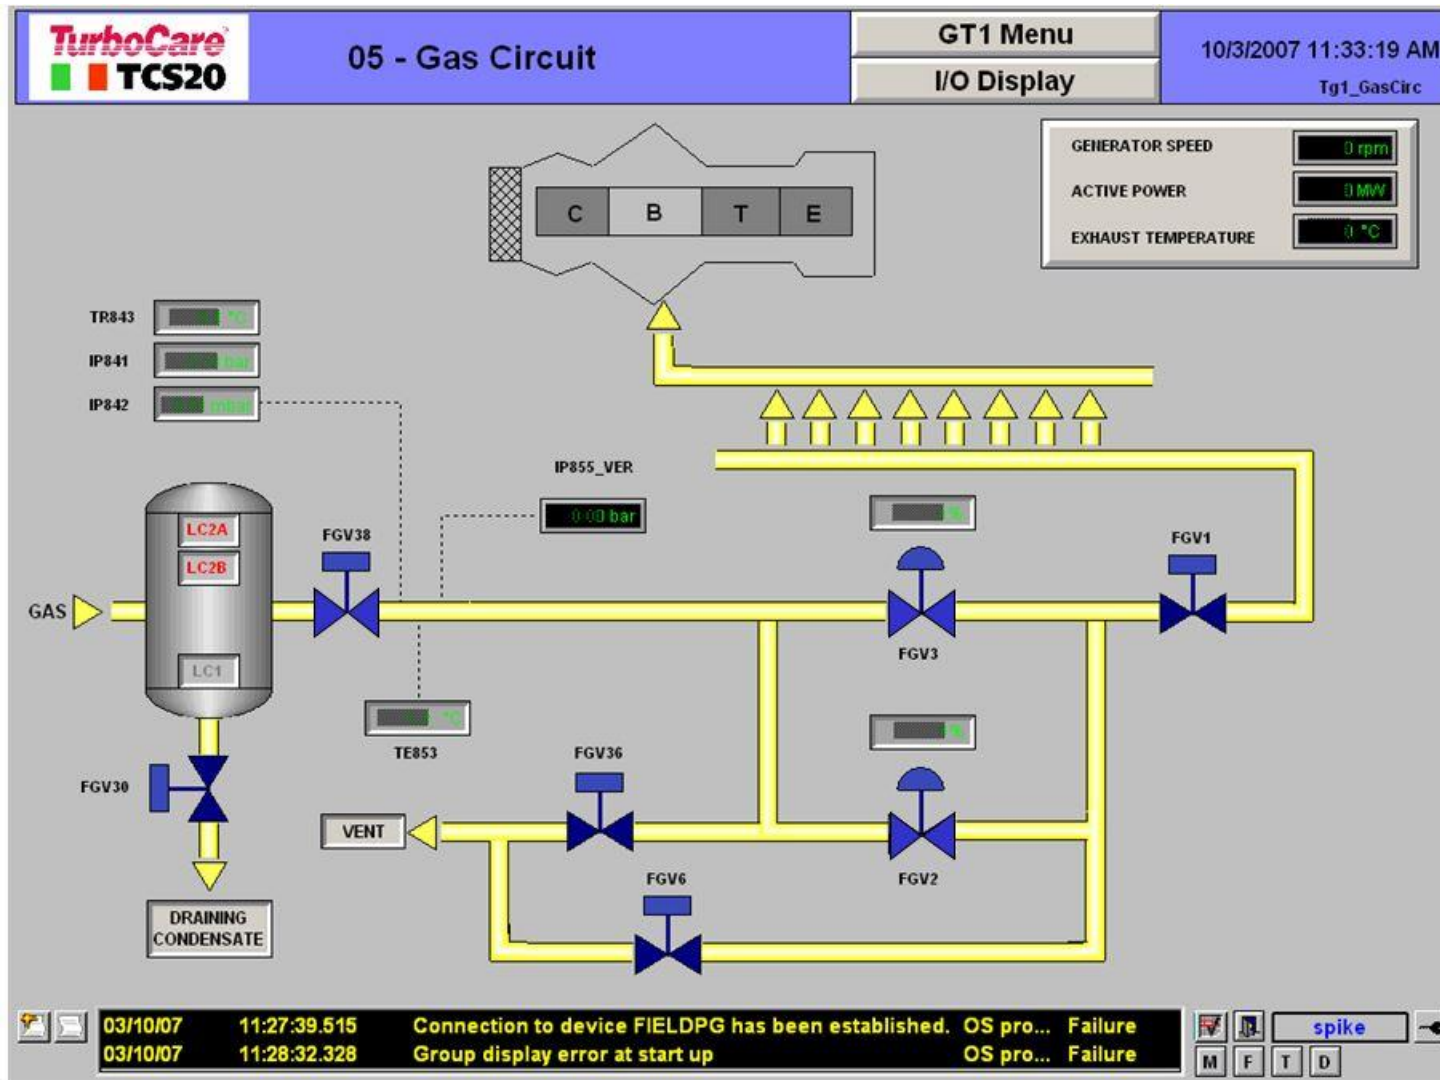 TurboCare
TCS20
05 - Gas Circuit
GT1 Menu
I/O Display
10/3/2007 11:33:19 AM
Tg1_GasCirc
GENERATOR SPEED
0 rpm
ACTIVE POWER
0 MW
EXHAUST TEMPERATURE
0 °C
C B T E
TR843
°C
IP841
bar
IP842
mbar
IP855_VER
0.00 bar
LC2A
LC2B
LC1
FGV38
FGV1
GAS
%
FGV3
°C
TE853
%
FGV36
FGV30
VENT
FGV2
FGV6
DRAINING
CONDENSATE
03/10/07 11:27:39.515 Connection to device FIELDPG has been established. OS pro... Failure
03/10/07 11:28:32.328 Group display error at start up OS pro... Failure
spike
M F T D